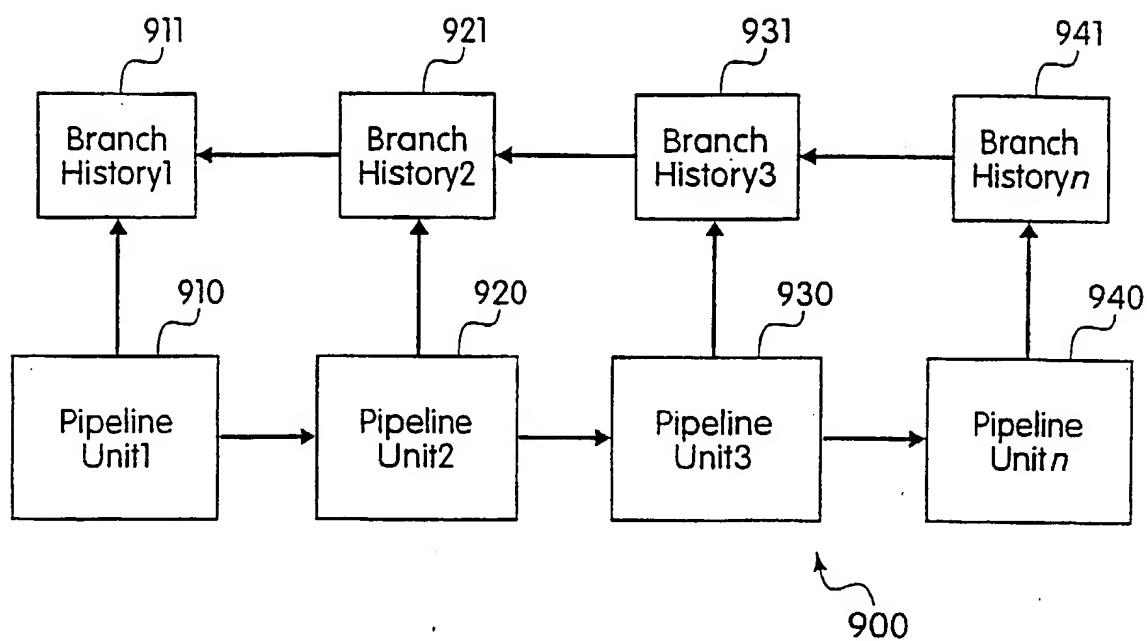 911
921
931
941
Branch
History1
Branch
History2
Branch
History3
Branch
Historyn
910
920
930
940
Pipeline
Unit1
Pipeline
Unit2
Pipeline
Unit3
Pipeline
Unitn
900